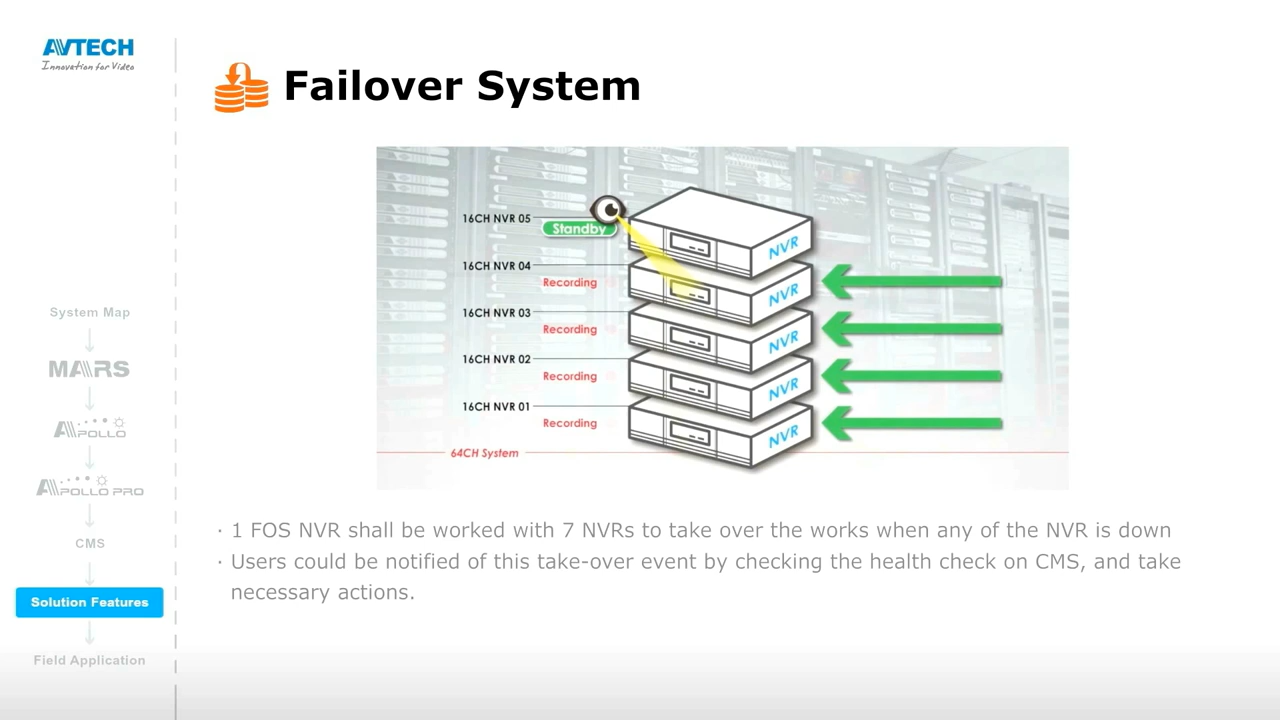 AVTECH
Innovation for Video
Failover System
16CH NVR 05
Standby
NVR
16CH NVR 04
Recording
NVR
16CH NVR 03
Recording
NVR
16CH NVR 02
Recording
NVR
16CH NVR 01
Recording
NVR
64CH System
· 1 FOS NVR shall be worked with 7 NVRs to take over the works when any of the NVR is down
· Users could be notified of this take-over event by checking the health check on CMS, and take
necessary actions.
System Map
MARS
APOLLO
APOLLO PRO
CMS
Solution Features
Field Application